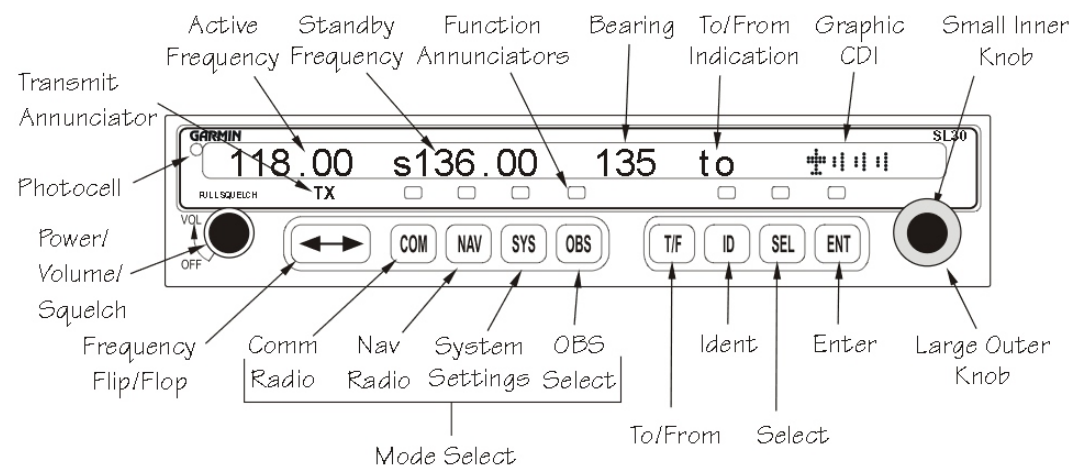 Active Frequency
Standby Frequency
Function Annunciators
Bearing
To/From Indication
Graphic CDI
Small Inner Knob
Transmit Annunciator
GARMIN
SL30
118.00 s136.00 135 to
Photocell
PULL SQUELCH
TX
VOL
OFF
COM NAV SYS OBS T/F ID SEL ENT
Power/
Volume/
Squelch
Frequency Flip/Flop
Comm Radio
Nav Radio
System Settings
OBS Select
Ident
Enter
Large Outer Knob
To/From
Select
Mode Select